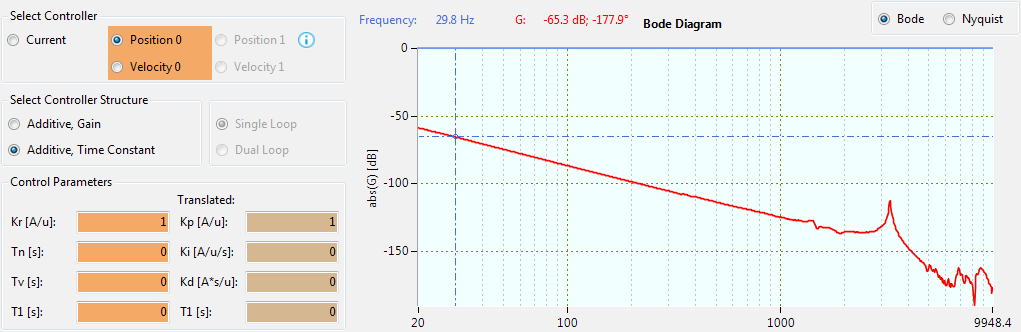 Select Controller
Current
Position 0
Position 1
Velocity 0
Velocity 1
Select Controller Structure
Additive, Gain
Single Loop
Additive, Time Constant
Dual Loop
Control Parameters
Translated:
Kr [A/u]: 1 Kp [A/u]: 1
Tn [s]: 0 Ki [A/u/s]: 0
Tv [s]: 0 Kd [A*s/u]: 0
T1 [s]: 0 T1 [s]: 0
Frequency: 29.8 Hz G: -65.3 dB; -177.9°
Bode Diagram
Bode
Nyquist
abs(G) [dB]
0
-50
-100
-150
20 100 1000 9948.4